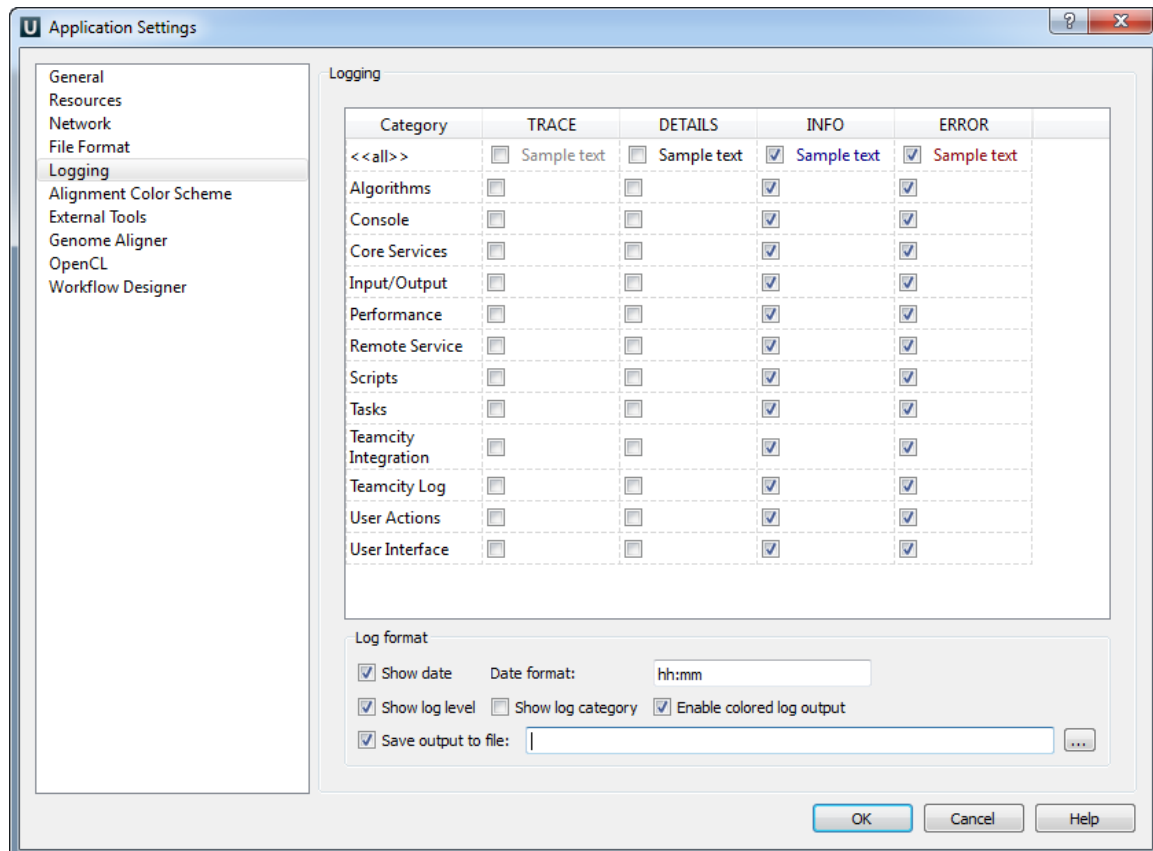 U Application Settings
General
Resources
Network
File Format
Logging
Alignment Color Scheme
External Tools
Genome Aligner
OpenCL
Workflow Designer
Logging
Category TRACE DETAILS INFO ERROR
<<all>> Sample text Sample text Sample text Sample text
Algorithms
Console
Core Services
Input/Output
Performance
Remote Service
Scripts
Tasks
Teamcity
Integration
Teamcity Log
User Actions
User Interface
Log format
Show date Date format: hh:mm
Show log level Show log category Enable colored log output
Save output to file: ...
OK Cancel Help